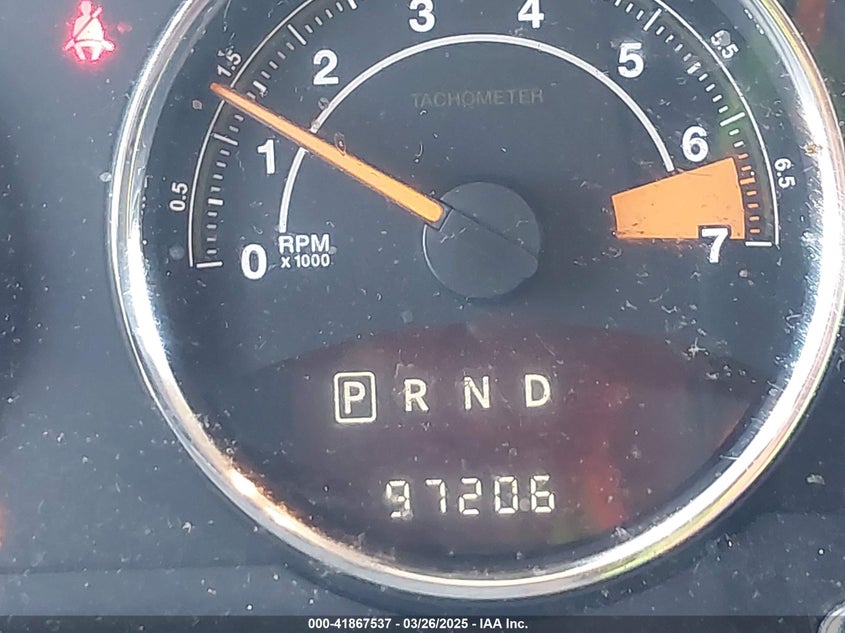 3 4
2 5
1.5 5.5
TACHOMETER
1 6
0.5 6.5
0 RPM 7
x 1000
P R N D
97206
000-41867537 - 03/26/2025 - IAA Inc.